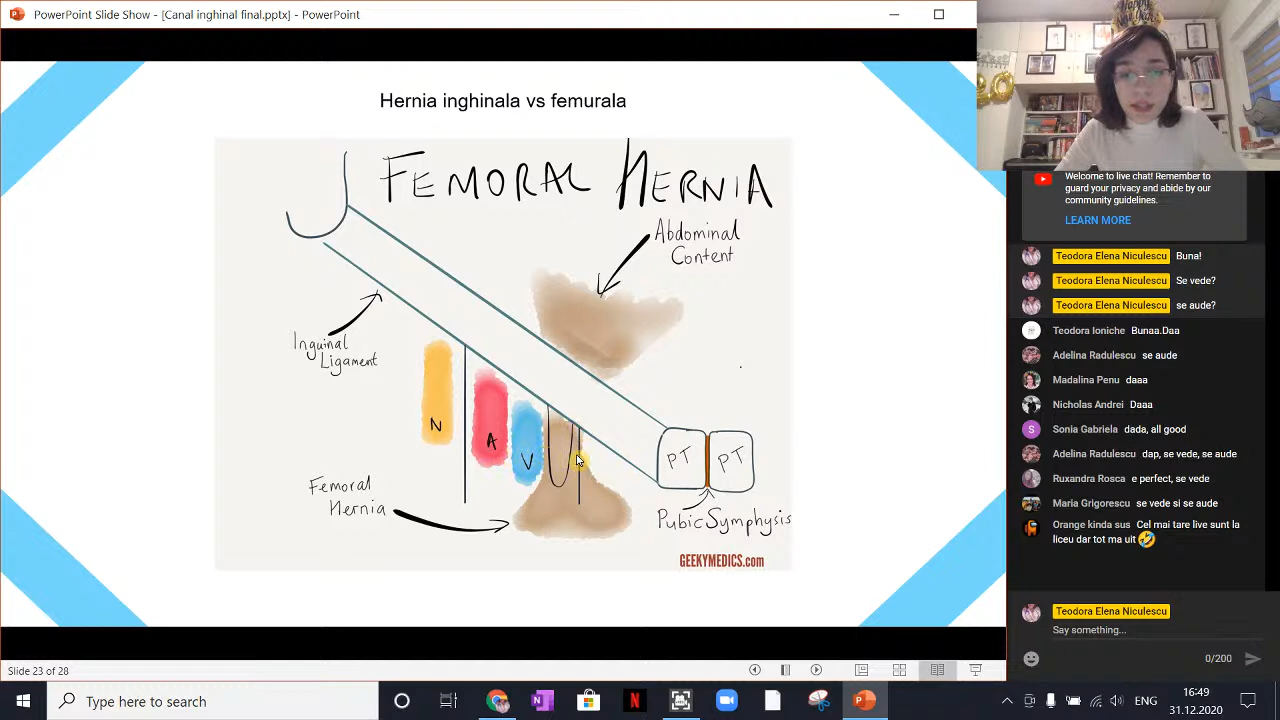 PowerPoint Slide Show - [Canal inghinal final.pptx] - PowerPoint
Happy New Year!
20
Hernia inghinala vs femurala
FEMORAL HERNIA
Abdominal
Content
Inguinal
Ligament
N
A
V
PT
PT
Femoral
Hernia
Pubic Symphysis
GEEKYMEDICS.com
Welcome to live chat! Remember to
guard your privacy and abide by our
community guidelines.
LEARN MORE
Teodora Elena Niculescu Buna!
Teodora Elena Niculescu Se vede?
Teodora Elena Niculescu se aude?
Teodora Ioniche Bunaa.Daa
Adelina Radulescu se aude
Madalina Penu daaa
Nicholas Andrei Daaa
Sonia Gabriela dada, all good
Adelina Radulescu dap, se vede, se aude
Ruxandra Rosca e perfect, se vede
Maria Grigorescu se vede si se aude
Orange kinda sus Cel mai tare live sunt la
liceu dar tot ma uit 🤣
Teodora Elena Niculescu
Say something...
0/200
Slide 23 of 28
Type here to search
ENG
16:49
31.12.2020